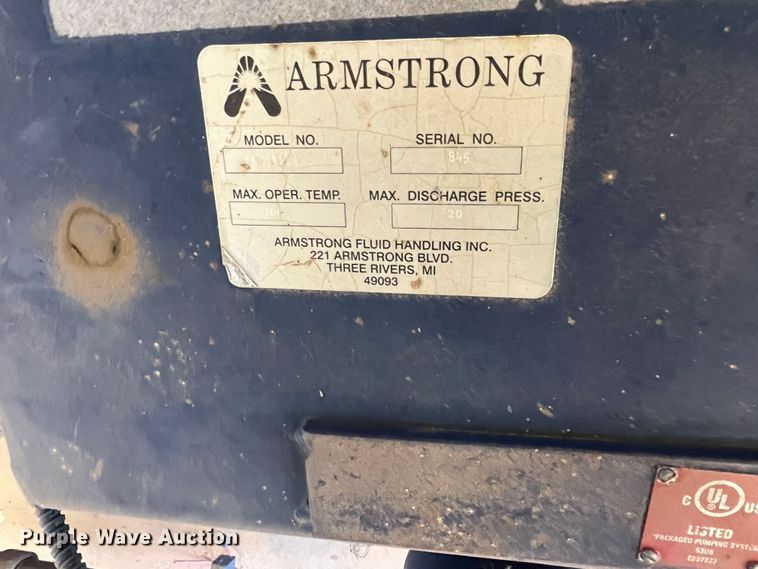 ARMSTRONG
MODEL NO.
SERIAL NO.
845
MAX. OPER. TEMP.
MAX. DISCHARGE PRESS.
20
ARMSTRONG FLUID HANDLING INC.
221 ARMSTRONG BLVD.
THREE RIVERS, MI
49093
C UL US
LISTED
PACKAGED PUMPING SYSTEM
Purple Wave Auction